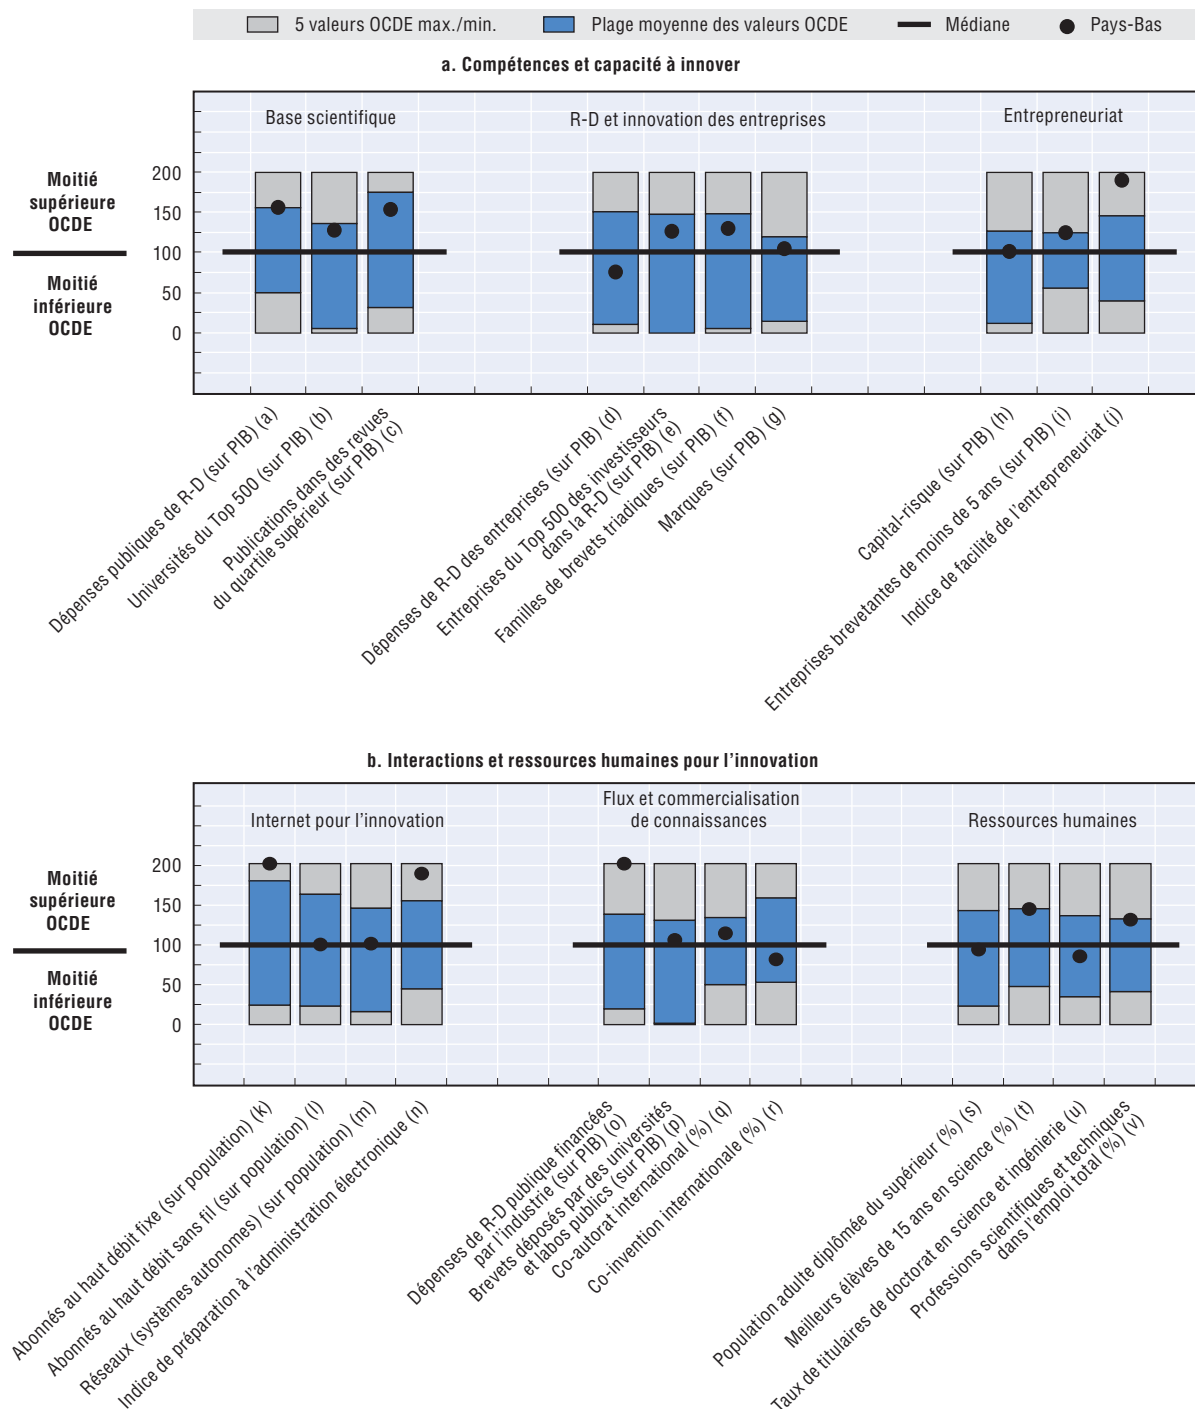 5 valeurs OCDE max./min.
Plage moyenne des valeurs OCDE
Médiane
Pays-Bas
a. Compétences et capacité à innover
Base scientifique
R-D et innovation des entreprises
Entrepreneuriat
Moitié
supérieure
OCDE
Moitié
inférieure
OCDE
200
150
100
50
0
Dépenses publiques de R-D (sur PIB) (a)
Universités du Top 500 (sur PIB) (b)
Publications dans des revues
du quartile supérieur (sur PIB) (c)
Dépenses de R-D des entreprises (sur PIB) (d)
Entreprises du Top 500 des investisseurs
dans la R-D (sur PIB) (e)
Familles de brevets triadiques (sur PIB) (f)
Marques (sur PIB) (g)
Capital-risque (sur PIB) (h)
Entreprises brevetantes de moins de 5 ans (sur PIB) (i)
Indice de facilité de l'entrepreneuriat (j)
b. Interactions et ressources humaines pour l'innovation
Internet pour l'innovation
Flux et commercialisation
de connaissances
Ressources humaines
Moitié
supérieure
OCDE
Moitié
inférieure
OCDE
200
150
100
50
0
Abonnés au haut débit fixe (sur population) (k)
Abonnés au haut débit sans fil (sur population) (l)
Réseaux (systèmes autonomes) (sur population) (m)
Indice de préparation à l'administration électronique (n)
Dépenses de R-D publique financées
par l'industrie (sur PIB) (o)
Brevets déposés par des universités
et labos publics (sur PIB) (p)
Co-autorat international (%) (q)
Co-invention internationale (%) (r)
Population adulte diplômée du supérieur (%) (s)
Meilleurs élèves de 15 ans en science (%) (t)
Taux de titulaires de doctorat en science et ingénierie (u)
Professions scientifiques et techniques
dans l'emploi total (%) (v)